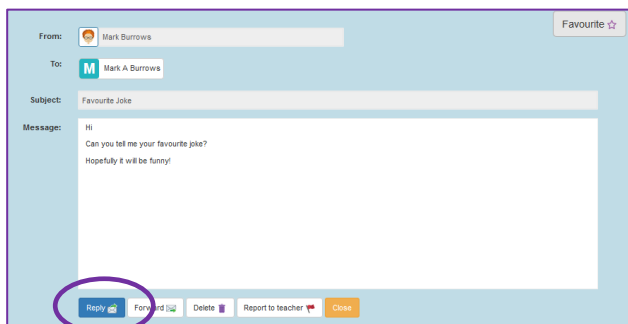 Favourite
From: Mark Burrows
To: M Mark A Burrows
Subject: Favourite Joke
Message: Hi
Can you tell me your favourite joke?
Hopefully it will be funny!
Reply Forward Delete Report to teacher Close